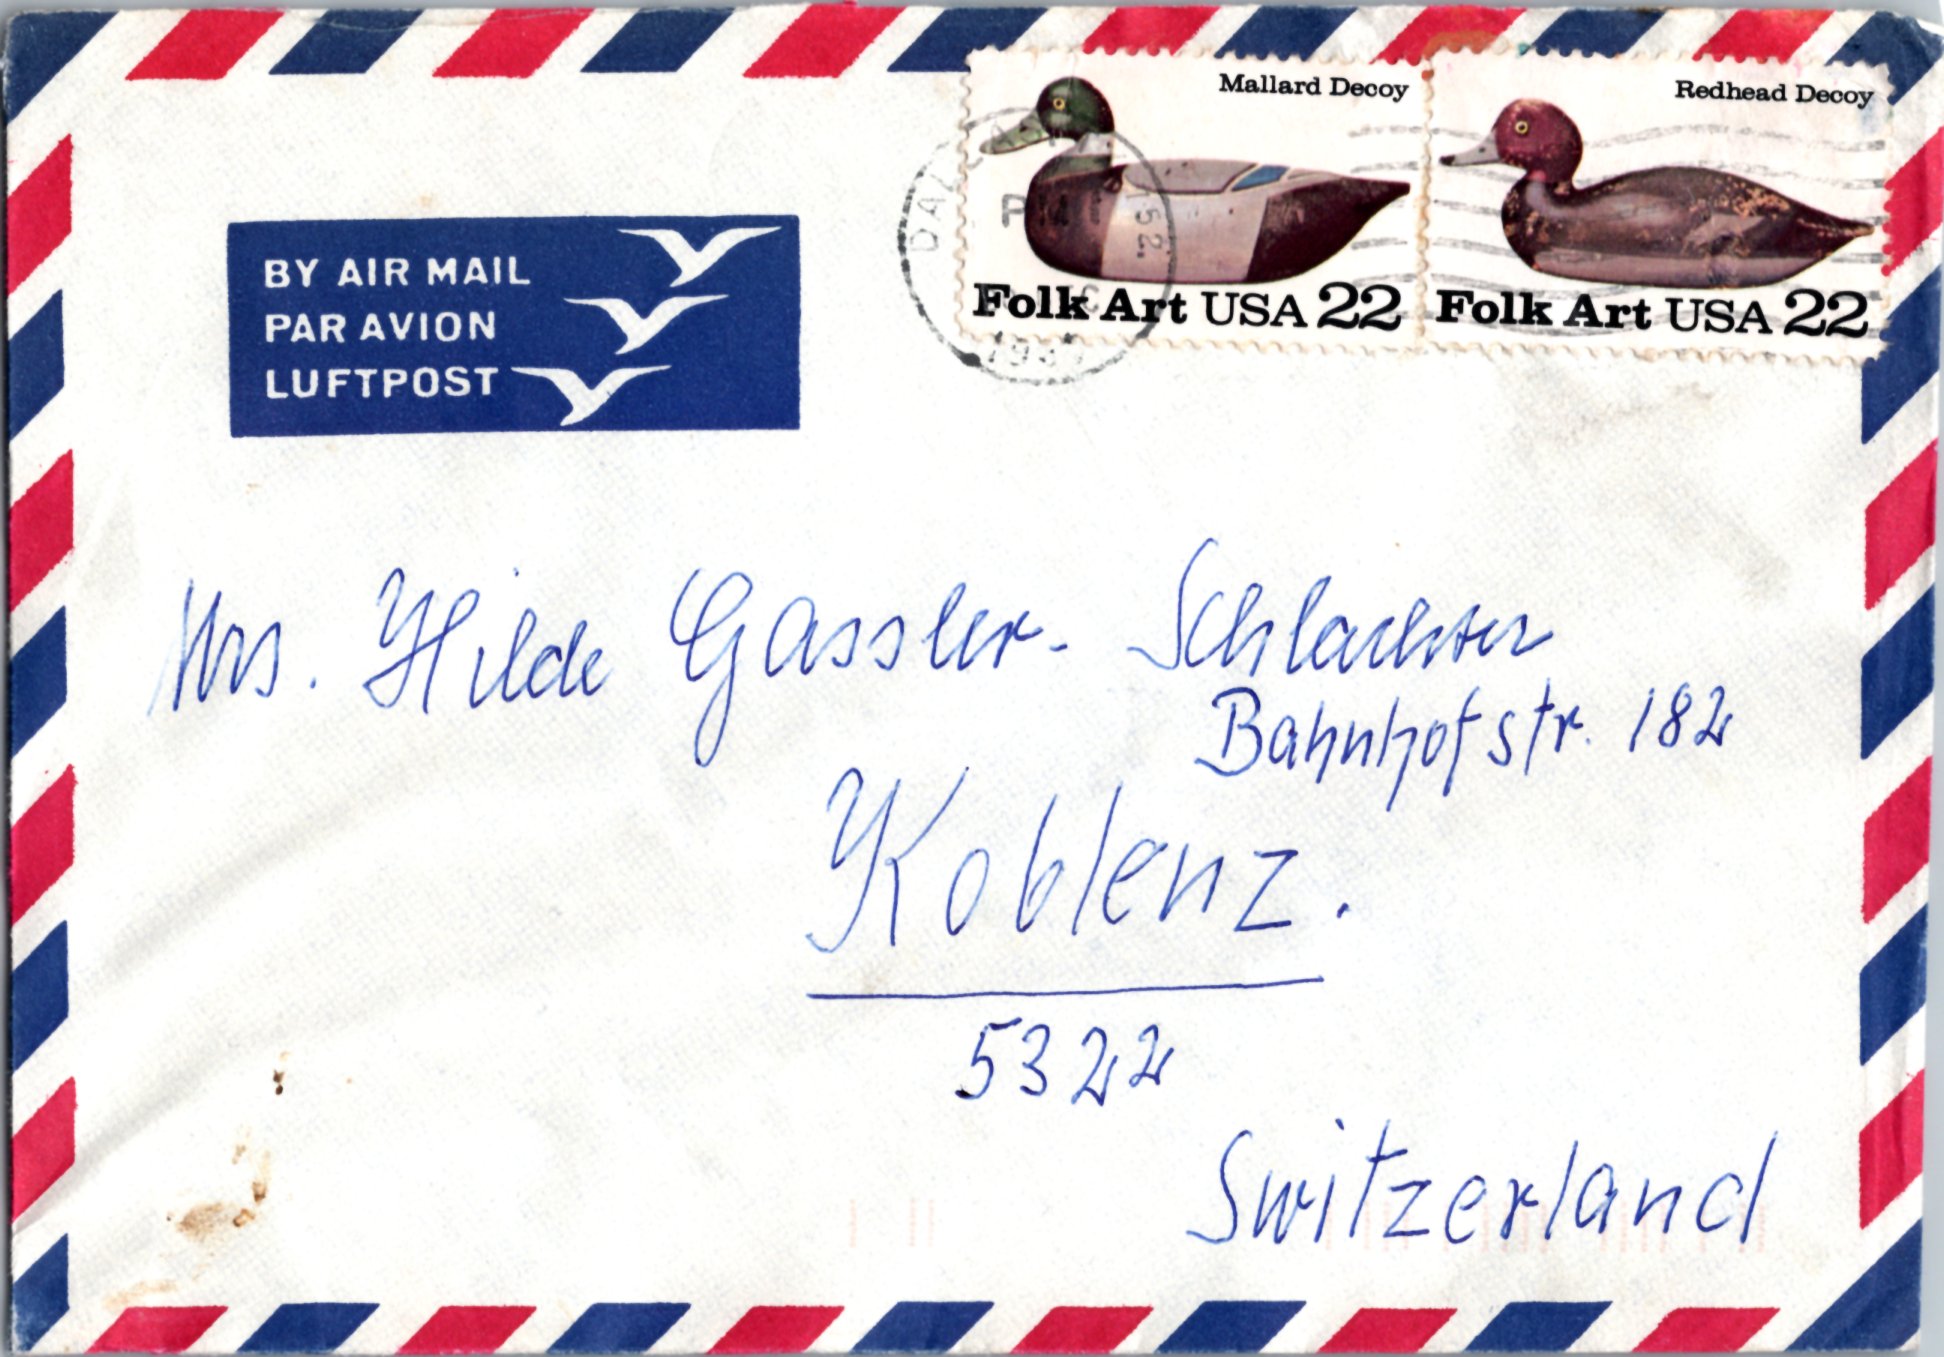 Mallard Decoy
Folk Art USA 22
Redhead Decoy
Folk Art USA 22
BY AIR MAIL
PAR AVION
LUFTPOST
Mrs. Hilde Gassler-Schlachter
Bahnhofstr. 182
Koblenz.
5322
Switzerland